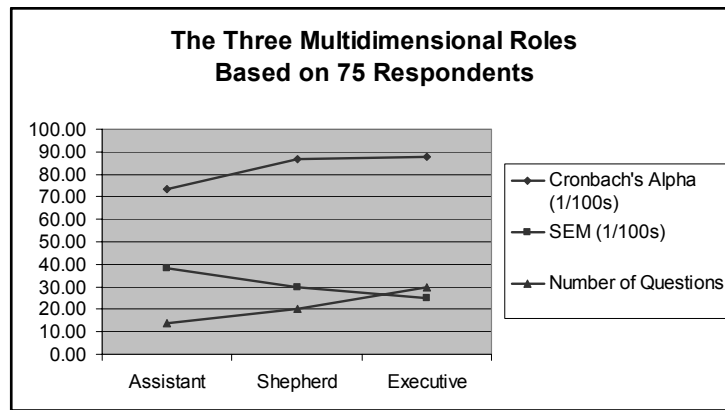 The Three Multidimensional Roles
Based on 75 Respondents
100.00
90.00
80.00
70.00
60.00
50.00
40.00
30.00
20.00
10.00
0.00
Assistant
Shepherd
Executive
Cronbach's Alpha
(1/100s)
SEM (1/100s)
Number of Questions